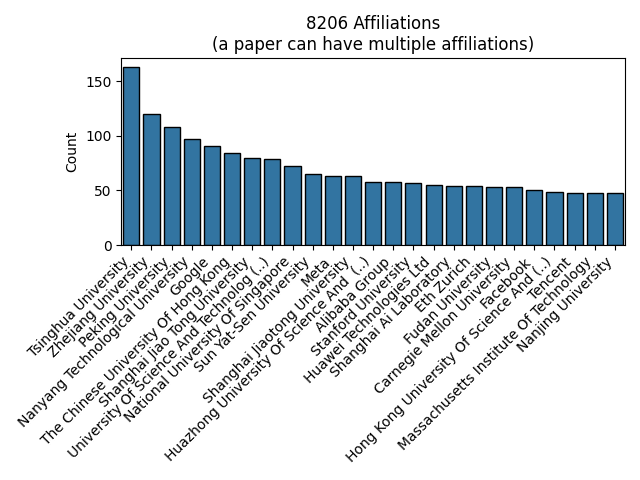 8206 Affiliations
(a paper can have multiple affiliations)
Count
150
100
50
0
Tsinghua University
Zhejiang University
Peking University
Nanyang Technological University
Google
The Chinese University Of Hong Kong
Shanghai Jiao Tong University
University Of Science And Technolog (..)
National University Of Singapore
Sun Yat-Sen University
Meta
Shanghai Jiaotong University
Huazhong University Of Science And  (..)
Alibaba Group
Stanford University
Huawei Technologies Ltd
Shanghai Ai Laboratory
Eth Zurich
Fudan University
Carnegie Mellon University
Facebook
Hong Kong University Of Science And (..)
Tencent
Massachusetts Institute Of Technology
Nanjing University